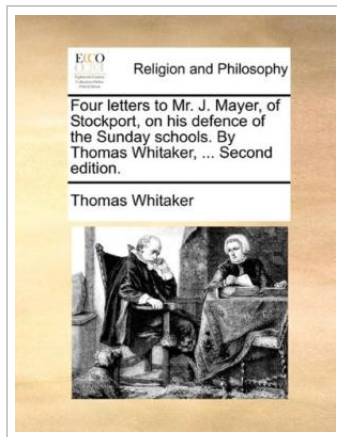 ECCO
Religion and Philosophy
Four letters to Mr. J. Mayer, of
Stockport, on his defence of
the Sunday schools. By
Thomas Whitaker, ... Second
edition.
Thomas Whitaker